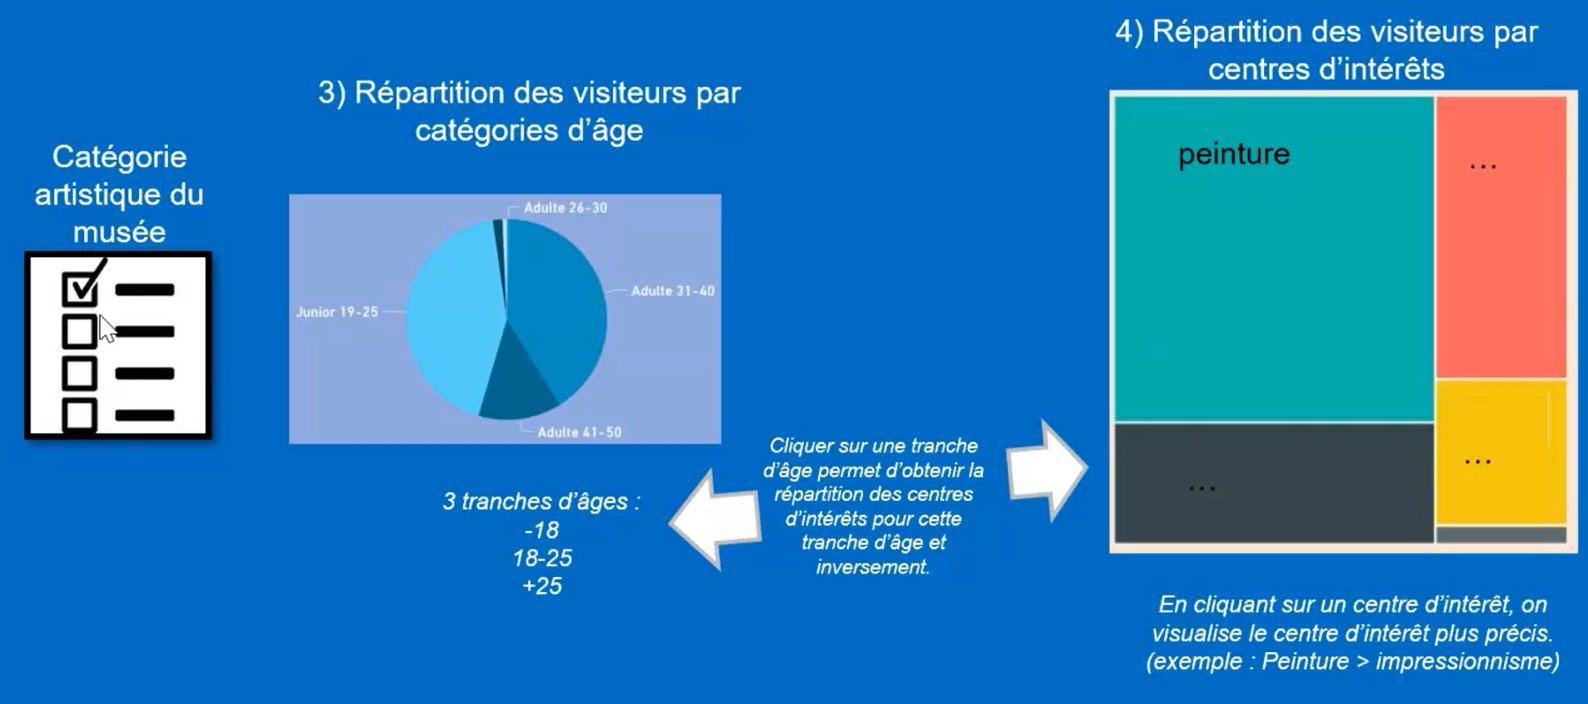 Catégorie
artistique du
musée
3) Répartition des visiteurs par
catégories d’âge
Adulte 26-30
Adulte 31-40
Junior 19-25
Adulte 41-50
3 tranches d’âges :
-18
18-25
+25
Cliquer sur une tranche
d’âge permet d’obtenir la
répartition des centres
d’intérêts pour cette
tranche d’âge et
inversement.
4) Répartition des visiteurs par
centres d’intérêts
peinture
...
...
...
En cliquant sur un centre d’intérêt, on
visualise le centre d’intérêt plus précis.
(exemple : Peinture > impressionnisme)